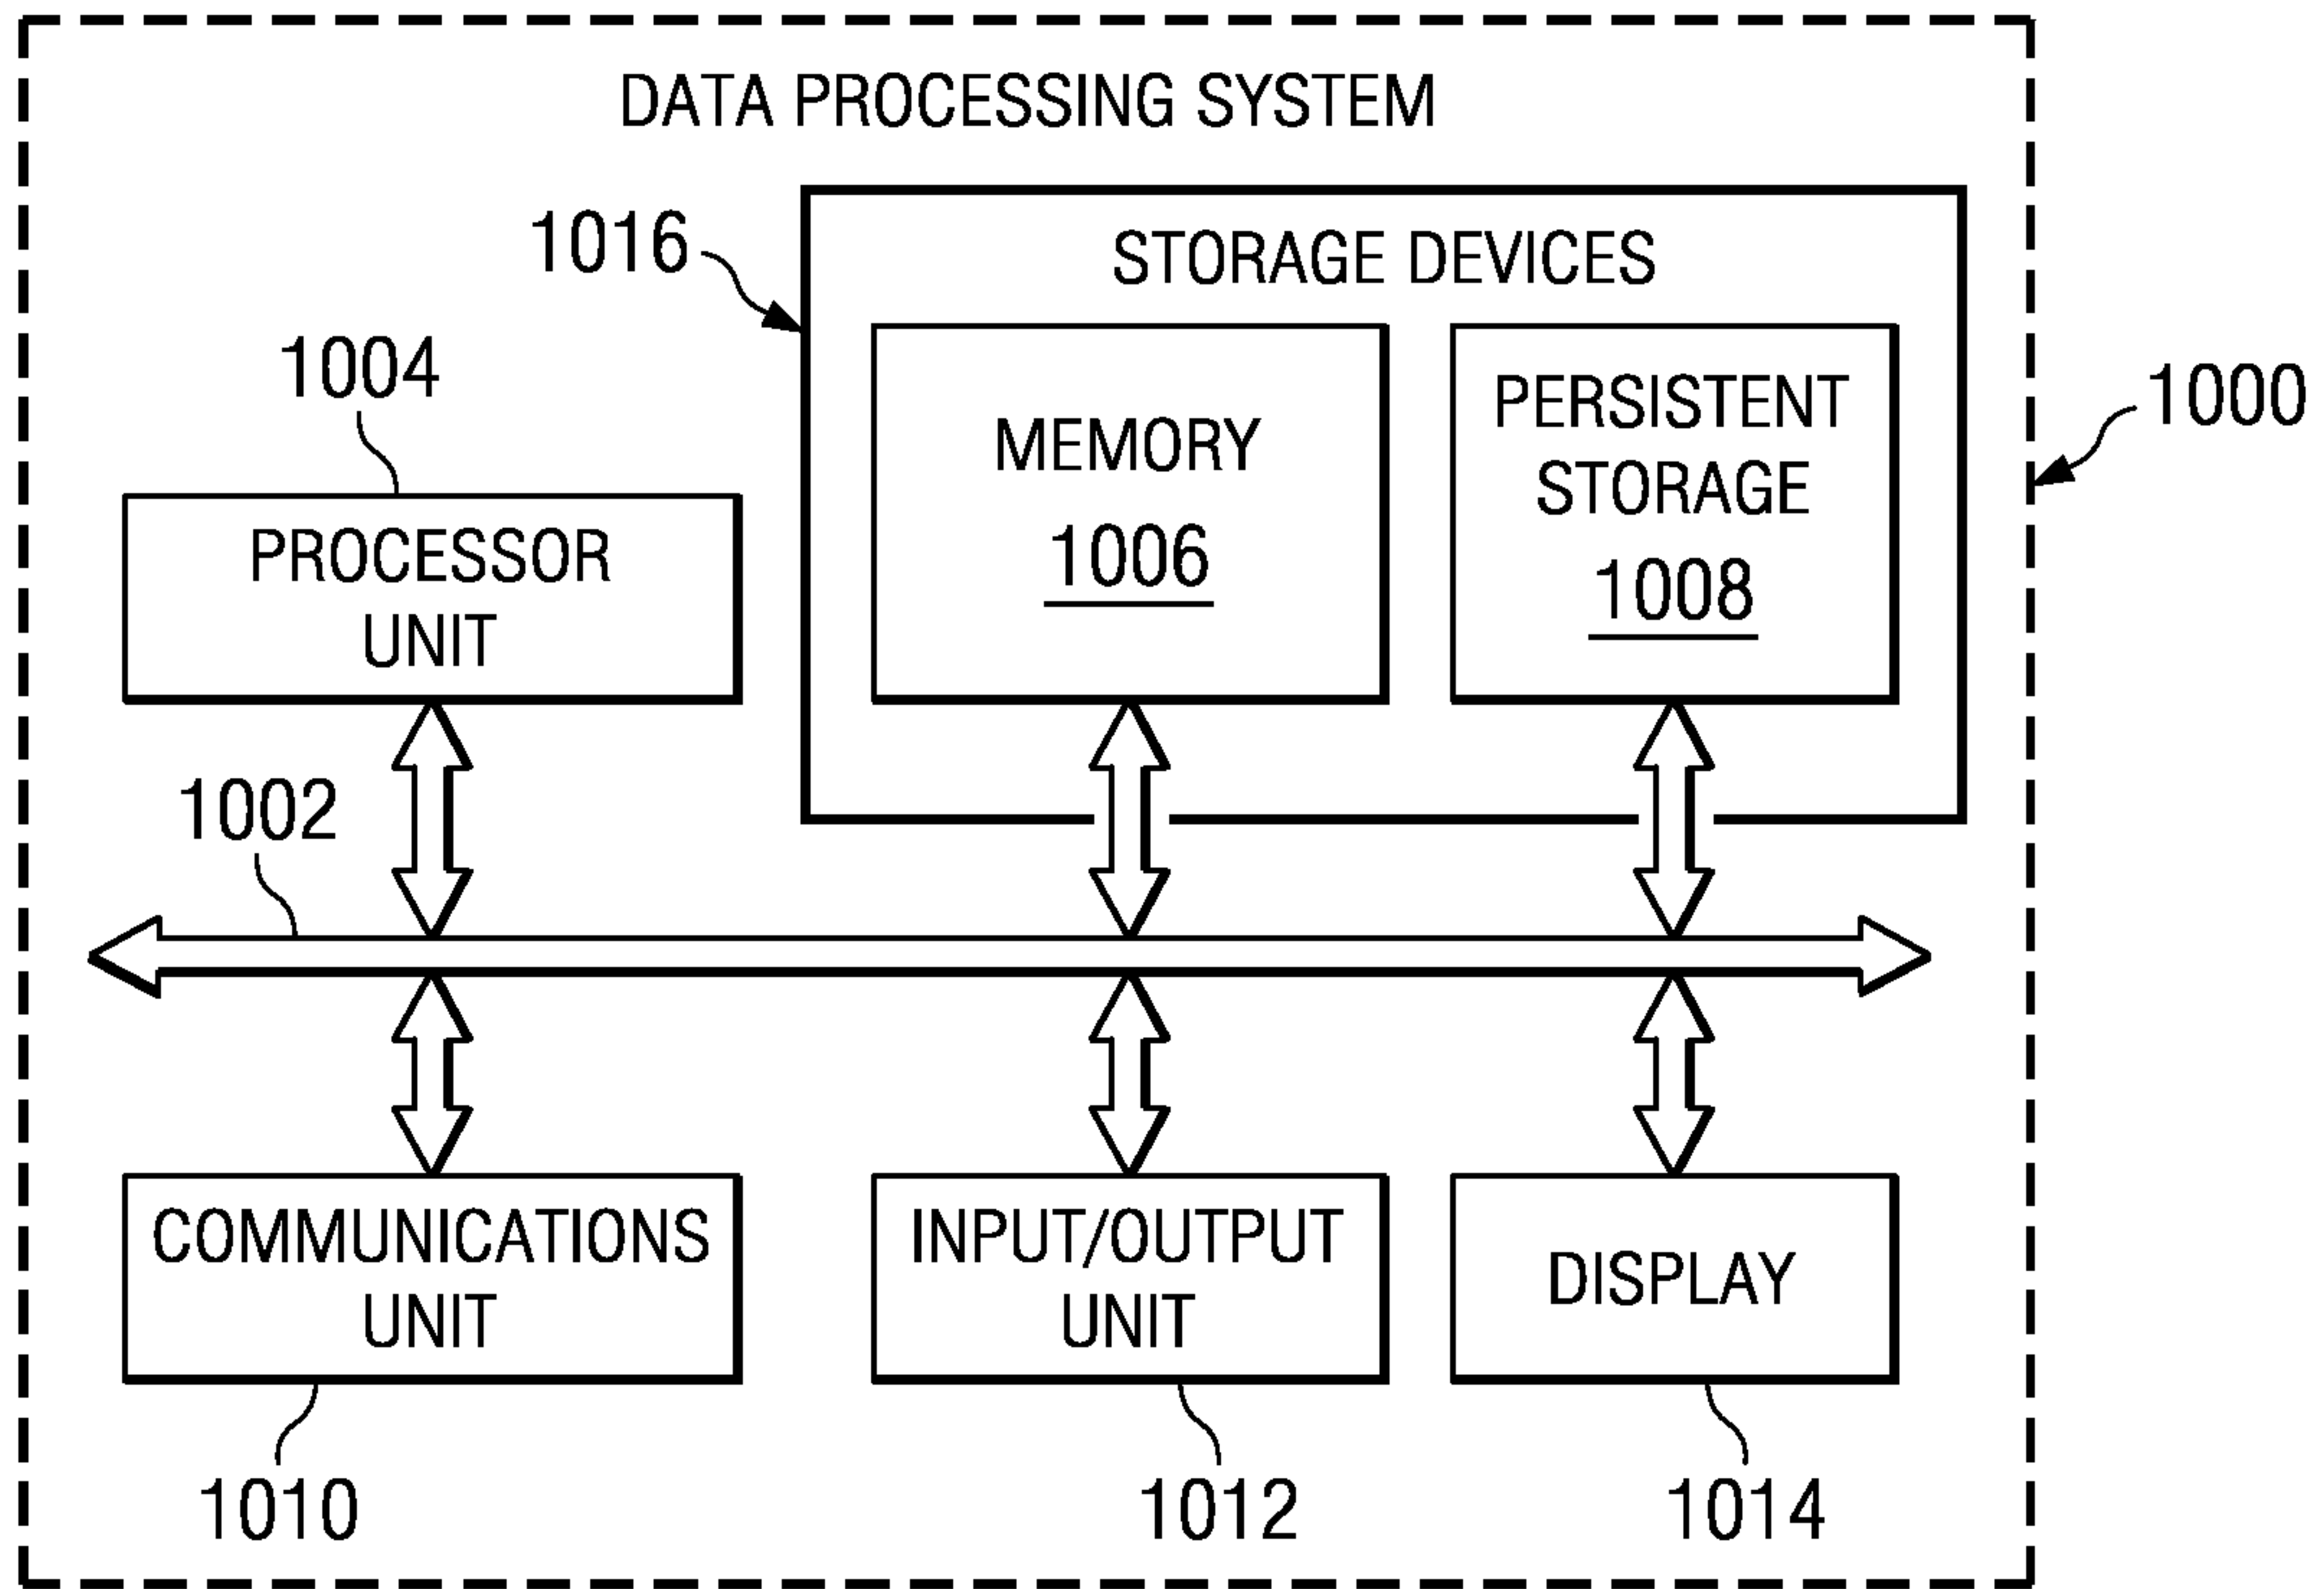 DATA PROCESSING SYSTEM
1016
STORAGE DEVICES
1004
MEMORY
1006
PERSISTENT
STORAGE
1008
1000
PROCESSOR
UNIT
1002
COMMUNICATIONS
UNIT
INPUT/OUTPUT
UNIT
DISPLAY
1010
1012
1014